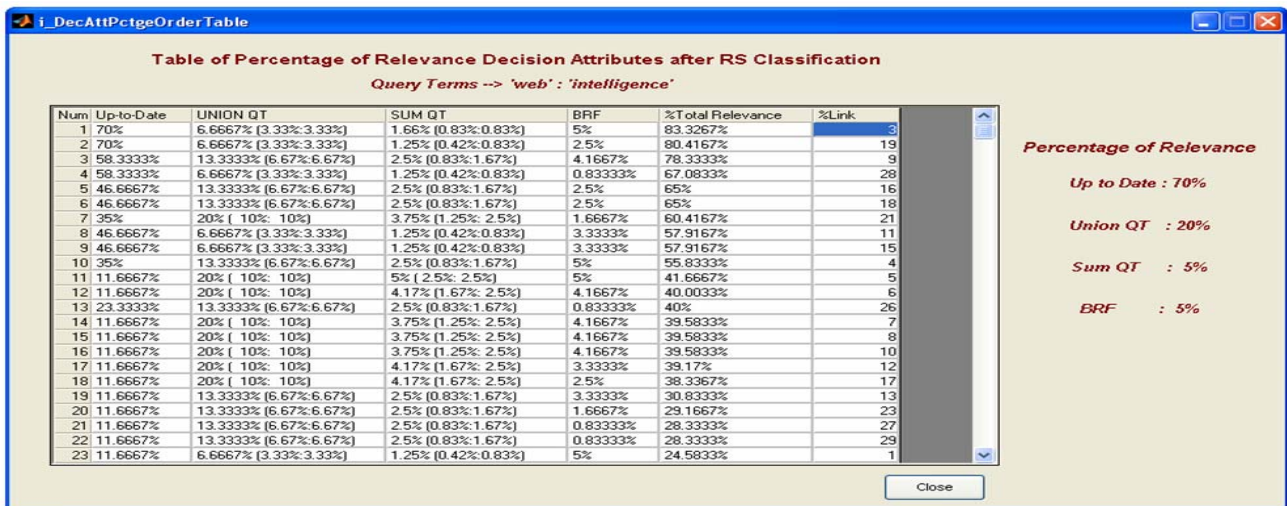 i_DecAttPctgeOrderTable
Table of Percentage of Relevance Decision Attributes after RS Classification
Query Terms --> 'web' : 'intelligence'
Num Up-to-Date UNION QT SUM QT BRF %Total Relevance %Link
1 70% 6.6667% (3.33%:3.33%) 1.66% (0.83%:0.83%) 5% 83.3267% 3
2 70% 6.6667% (3.33%:3.33%) 1.25% (0.42%:0.83%) 2.5% 80.4167% 19
3 58.3333% 13.3333% (6.67%:6.67%) 2.5% (0.83%:1.67%) 4.1667% 78.3333% 9
4 58.3333% 6.6667% (3.33%:3.33%) 1.25% (0.42%:0.83%) 0.83333% 67.0833% 28
5 46.6667% 13.3333% (6.67%:6.67%) 2.5% (0.83%:1.67%) 2.5% 65% 16
6 46.6667% 13.3333% (6.67%:6.67%) 2.5% (0.83%:1.67%) 2.5% 65% 18
7 35% 20% ( 10%: 10%) 3.75% (1.25%: 2.5%) 1.6667% 60.4167% 21
8 46.6667% 6.6667% (3.33%:3.33%) 1.25% (0.42%:0.83%) 3.3333% 57.9167% 11
9 46.6667% 6.6667% (3.33%:3.33%) 1.25% (0.42%:0.83%) 3.3333% 57.9167% 15
10 35% 13.3333% (6.67%:6.67%) 2.5% (0.83%:1.67%) 5% 55.8333% 4
11 11.6667% 20% ( 10%: 10%) 5% ( 2.5%: 2.5%) 5% 41.6667% 5
12 11.6667% 20% ( 10%: 10%) 4.17% (1.67%: 2.5%) 4.1667% 40.0033% 6
13 23.3333% 13.3333% (6.67%:6.67%) 2.5% (0.83%:1.67%) 0.83333% 40% 26
14 11.6667% 20% ( 10%: 10%) 3.75% (1.25%: 2.5%) 4.1667% 39.5833% 7
15 11.6667% 20% ( 10%: 10%) 3.75% (1.25%: 2.5%) 4.1667% 39.5833% 8
16 11.6667% 20% ( 10%: 10%) 3.75% (1.25%: 2.5%) 4.1667% 39.5833% 10
17 11.6667% 20% ( 10%: 10%) 4.17% (1.67%: 2.5%) 3.3333% 39.17% 12
18 11.6667% 20% ( 10%: 10%) 4.17% (1.67%: 2.5%) 2.5% 38.3367% 17
19 11.6667% 13.3333% (6.67%:6.67%) 2.5% (0.83%:1.67%) 3.3333% 30.8333% 13
20 11.6667% 13.3333% (6.67%:6.67%) 2.5% (0.83%:1.67%) 1.6667% 29.1667% 23
21 11.6667% 13.3333% (6.67%:6.67%) 2.5% (0.83%:1.67%) 0.83333% 28.3333% 27
22 11.6667% 13.3333% (6.67%:6.67%) 2.5% (0.83%:1.67%) 0.83333% 28.3333% 29
23 11.6667% 6.6667% (3.33%:3.33%) 1.25% (0.42%:0.83%) 5% 24.5833% 1
Percentage of Relevance
Up to Date : 70%
Union QT : 20%
Sum QT : 5%
BRF : 5%
Close